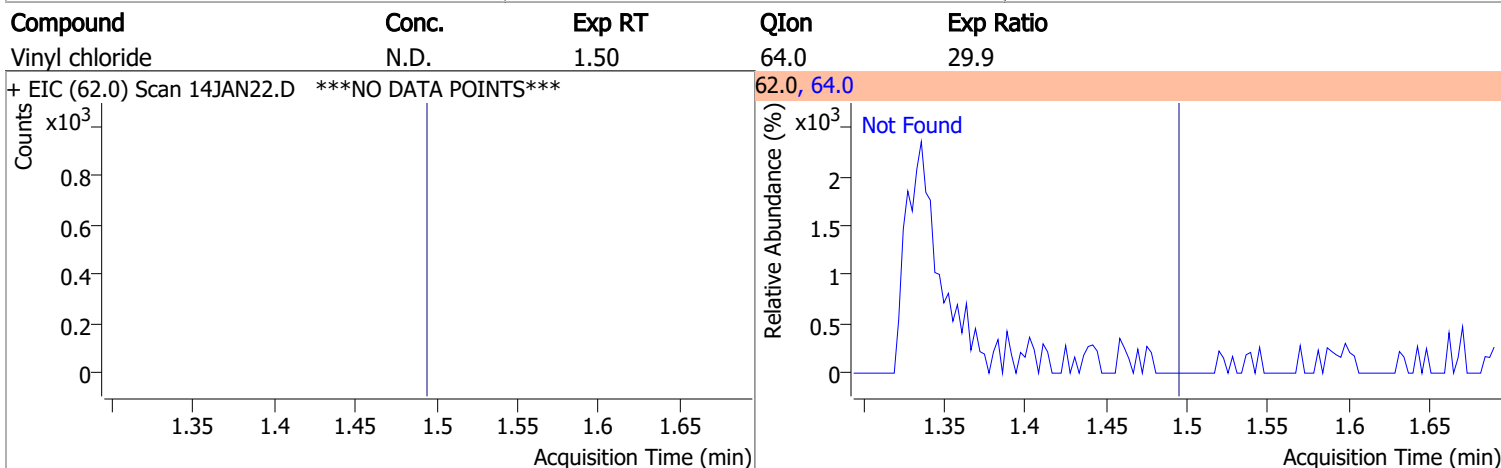 Compound Conc. Exp RT QIon Exp Ratio
Vinyl chloride N.D. 1.50 64.0 29.9
+ EIC (62.0) Scan 14JAN22.D ***NO DATA POINTS***
Counts
x10³
0.8
0.6
0.4
0.2
0
1.35 1.4 1.45 1.5 1.55 1.6 1.65
Acquisition Time (min)
62.0, 64.0
Relative Abundance (%)
x10³
Not Found
2
1.5
1
0.5
0
1.35 1.4 1.45 1.5 1.55 1.6 1.65
Acquisition Time (min)